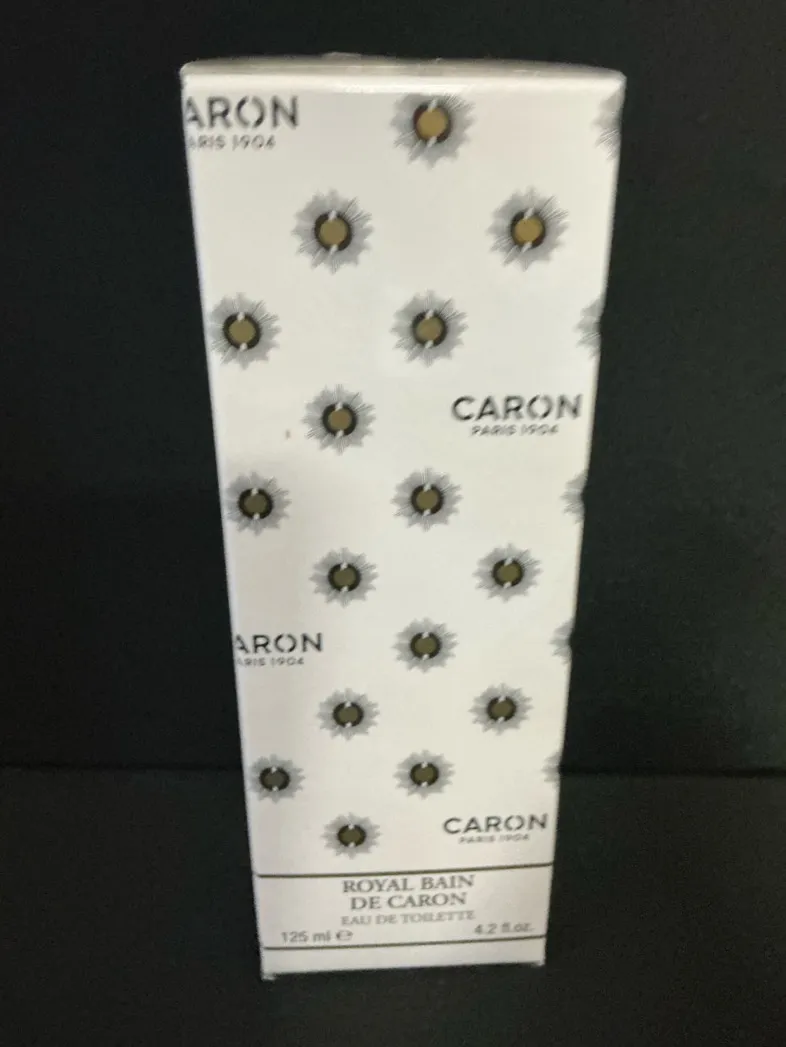 ARON
ARIS 1904
CARON
PARIS 1904
ARON
ARIS 1904
CARON
PARIS 1904
ROYAL BAIN
DE CARON
EAU DE TOILETTE
125 ml ℮ 4.2 fl.oz.